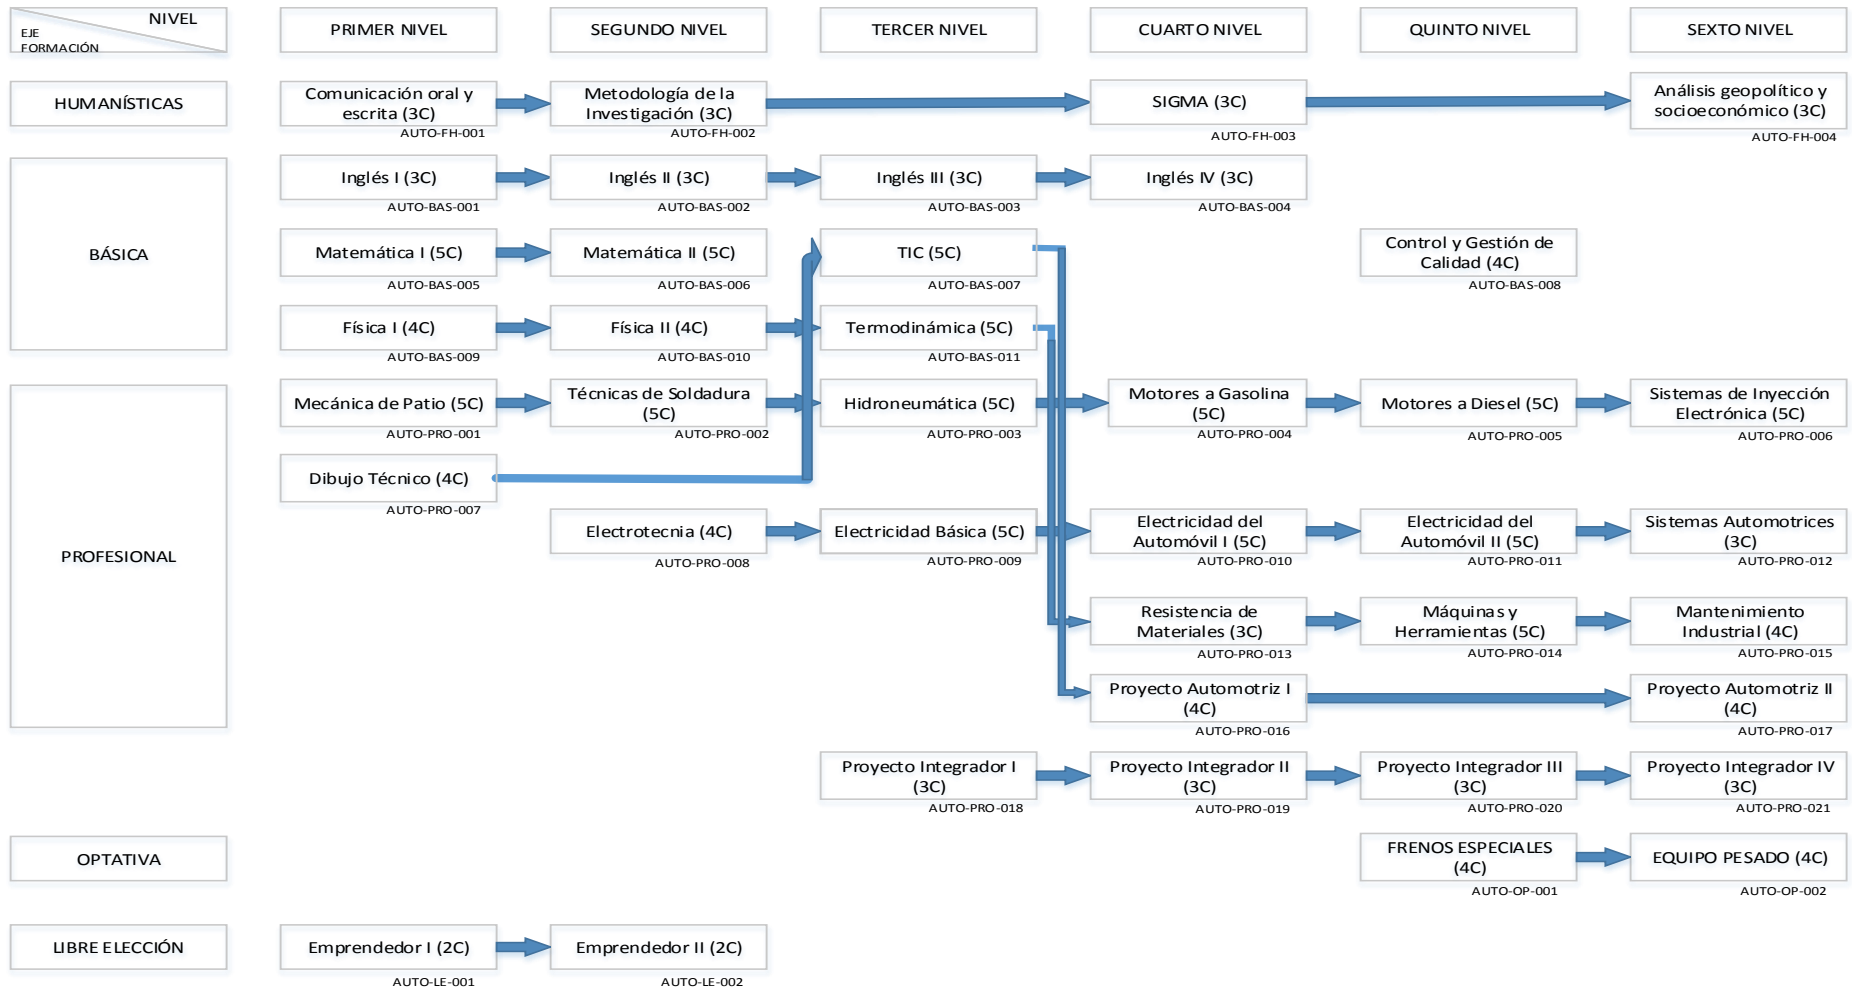 NIVEL
EJE
FORMACIÓN
PRIMER NIVEL
SEGUNDO NIVEL
TERCER NIVEL
CUARTO NIVEL
QUINTO NIVEL
SEXTO NIVEL
HUMANÍSTICAS
Comunicación oral y
escrita (3C)
AUTO-FH-001
Metodología de la
Investigación (3C)
AUTO-FH-002
SIGMA (3C)
AUTO-FH-003
Análisis geopolítico y
socioeconómico (3C)
AUTO-FH-004
BÁSICA
Inglés I (3C)
AUTO-BAS-001
Inglés II (3C)
AUTO-BAS-002
Inglés III (3C)
AUTO-BAS-003
Inglés IV (3C)
AUTO-BAS-004
Matemática I (5C)
AUTO-BAS-005
Matemática II (5C)
AUTO-BAS-006
TIC (5C)
AUTO-BAS-007
Control y Gestión de
Calidad (4C)
AUTO-BAS-008
Física I (4C)
AUTO-BAS-009
Física II (4C)
AUTO-BAS-010
Termodinámica (5C)
AUTO-BAS-011
PROFESIONAL
Mecánica de Patio (5C)
AUTO-PRO-001
Técnicas de Soldadura
(5C)
AUTO-PRO-002
Hidroneumática (5C)
AUTO-PRO-003
Motores a Gasolina
(5C)
AUTO-PRO-004
Motores a Diesel (5C)
AUTO-PRO-005
Sistemas de Inyección
Electrónica (5C)
AUTO-PRO-006
Dibujo Técnico (4C)
AUTO-PRO-007
Electrotecnia (4C)
AUTO-PRO-008
Electricidad Básica (5C)
AUTO-PRO-009
Electricidad del
Automóvil I (5C)
AUTO-PRO-010
Electricidad del
Automóvil II (5C)
AUTO-PRO-011
Sistemas Automotrices
(3C)
AUTO-PRO-012
Resistencia de
Materiales (3C)
AUTO-PRO-013
Máquinas y
Herramientas (5C)
AUTO-PRO-014
Mantenimiento
Industrial (4C)
AUTO-PRO-015
Proyecto Automotriz I
(4C)
AUTO-PRO-016
Proyecto Automotriz II
(4C)
AUTO-PRO-017
Proyecto Integrador I
(3C)
AUTO-PRO-018
Proyecto Integrador II
(3C)
AUTO-PRO-019
Proyecto Integrador III
(3C)
AUTO-PRO-020
Proyecto Integrador IV
(3C)
AUTO-PRO-021
OPTATIVA
FRENOS ESPECIALES
(4C)
AUTO-OP-001
EQUIPO PESADO (4C)
AUTO-OP-002
LIBRE ELECCIÓN
Emprendedor I (2C)
AUTO-LE-001
Emprendedor II (2C)
AUTO-LE-002